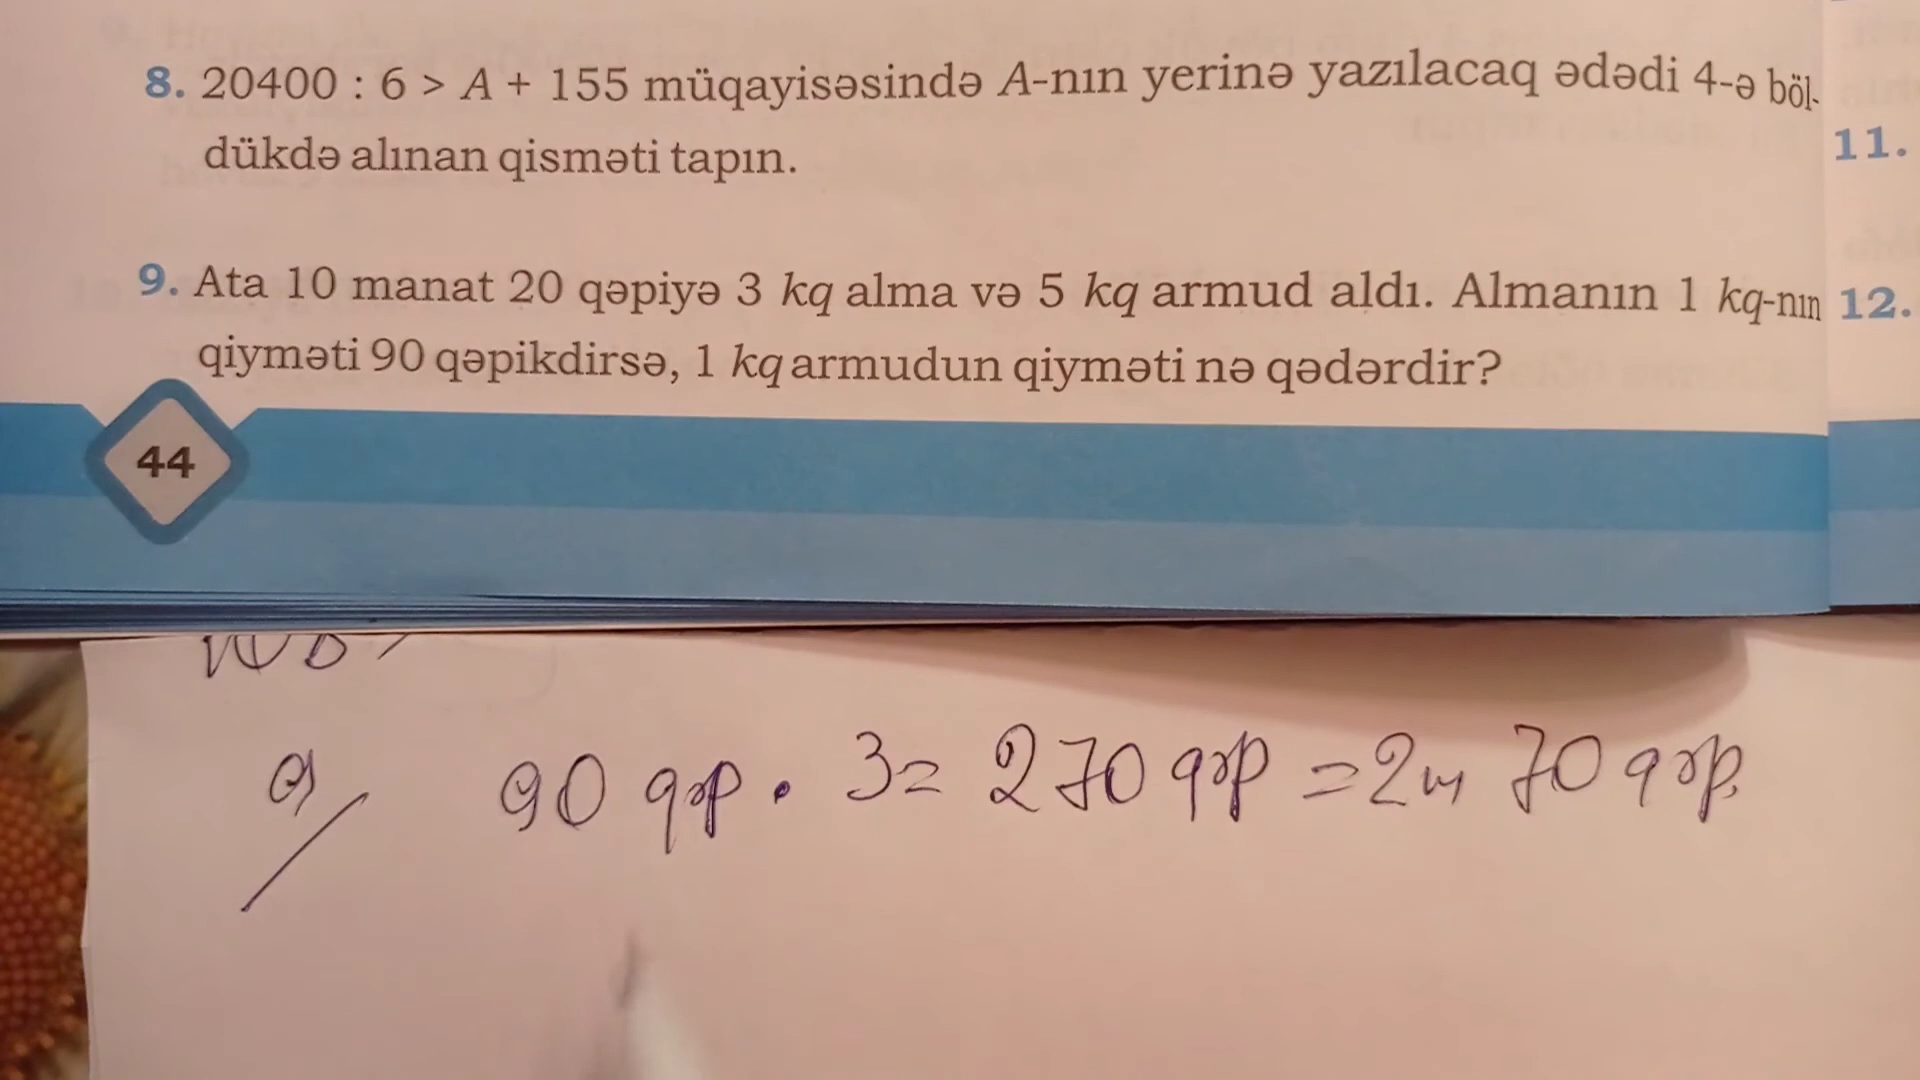 8. 20400 : 6 > A + 155 müqayisəsində A-nın yerinə yazılacaq ədədi 4-ə böl-
dükdə alınan qisməti tapın.
9. Ata 10 manat 20 qəpiyə 3 kq alma və 5 kq armud aldı. Almanın 1 kq-nın
qiyməti 90 qəpikdirsə, 1 kq armudun qiyməti nə qədərdir?
11.
12.
44
9/ 90 qəp · 3 = 270 qəp = 2m 70 qəp.